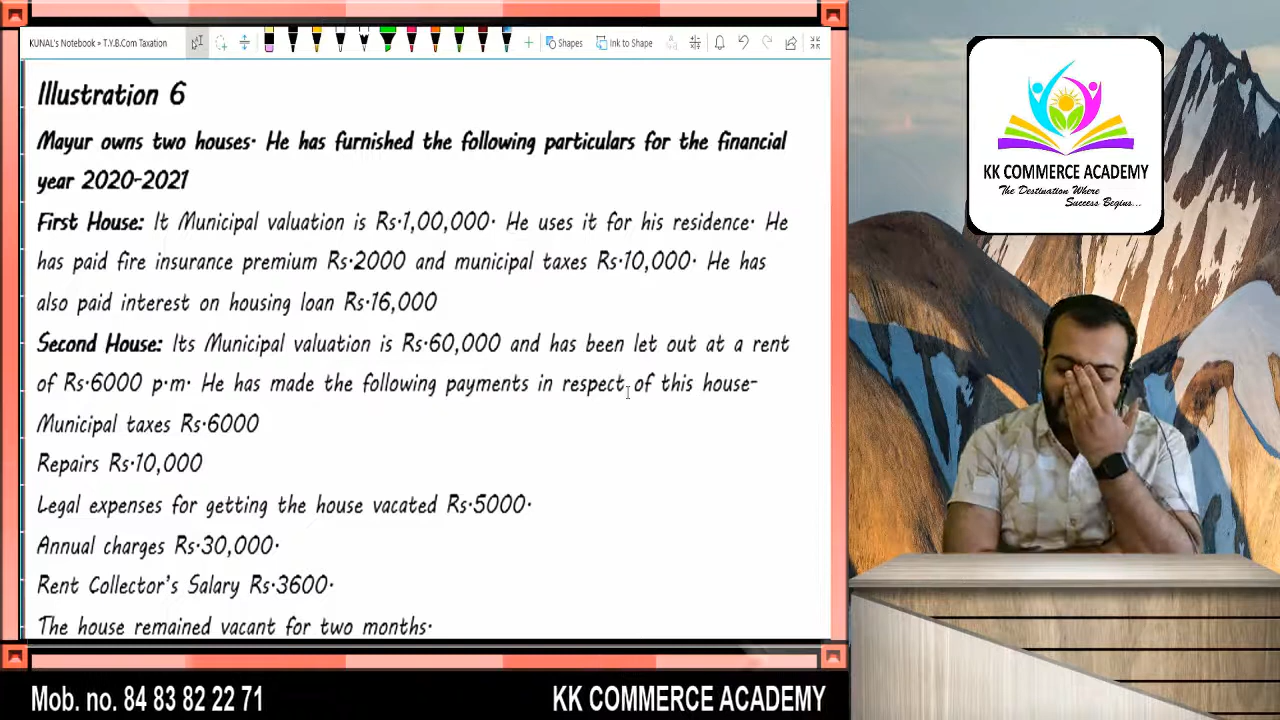 KUNAL's Notebook » T.Y.B.Com Taxation
Shapes
Ink to Shape
Illustration 6
Mayur owns two houses. He has furnished the following particulars for the financial
year 2020-2021
First House: It Municipal valuation is Rs.1,00,000. He uses it for his residence. He
has paid fire insurance premium Rs.2000 and municipal taxes Rs.10,000. He has
also paid interest on housing loan Rs.16,000
Second House: Its Municipal valuation is Rs.60,000 and has been let out at a rent
of Rs.6000 p.m. He has made the following payments in respect of this house-
Municipal taxes Rs.6000
Repairs Rs.10,000
Legal expenses for getting the house vacated Rs.5000.
Annual charges Rs.30,000.
Rent Collector's Salary Rs.3600.
The house remained vacant for two months.
KK COMMERCE ACADEMY
The Destination Where
Success Begins...
Mob. no. 84 83 82 22 71
KK COMMERCE ACADEMY